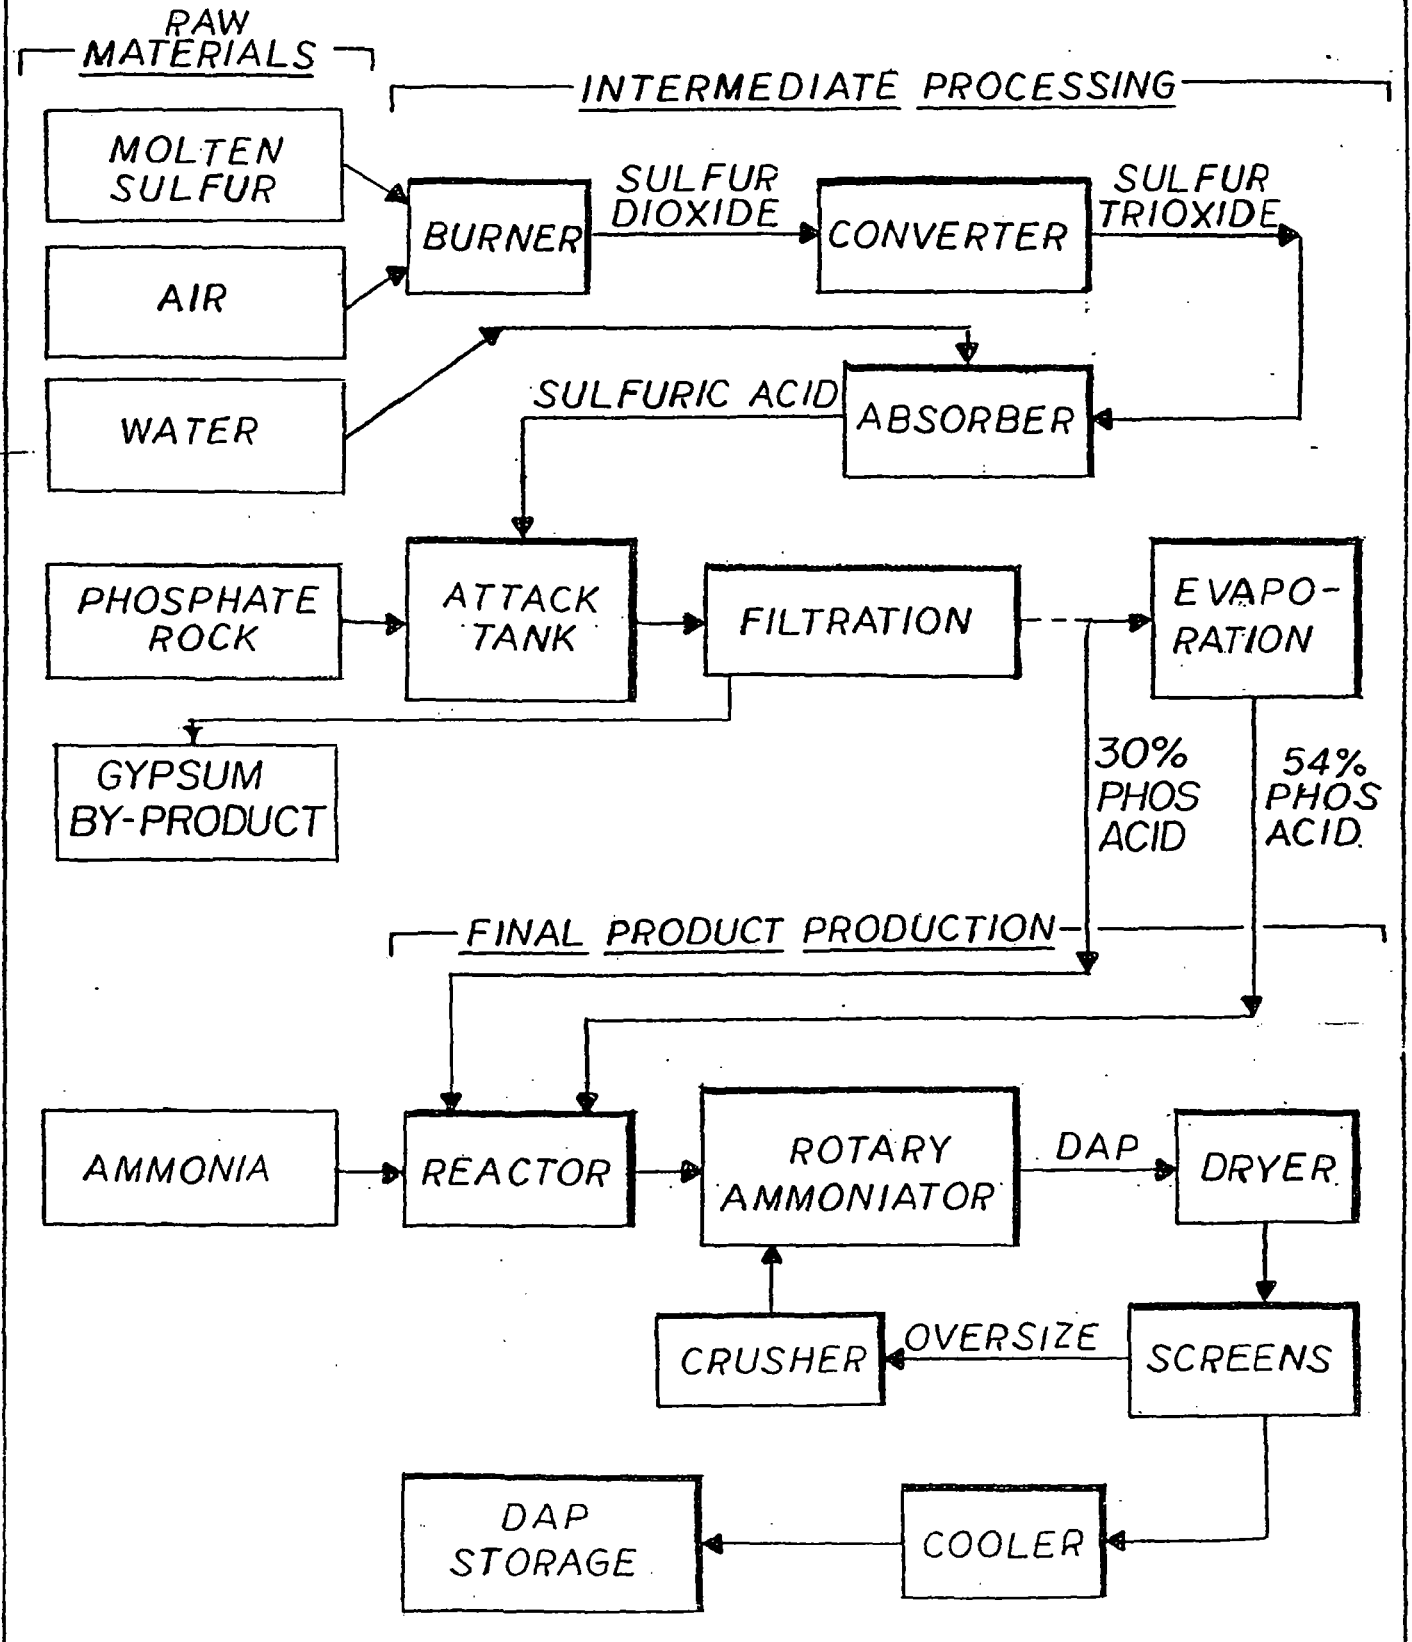 RAW
MATERIALS
INTERMEDIATE PROCESSING
MOLTEN
SULFUR
BURNER
SULFUR
DIOXIDE
CONVERTER
SULFUR
TRIOXIDE
AIR
WATER
SULFURIC ACID
ABSORBER
PHOSPHATE
ROCK
ATTACK
TANK
FILTRATION
EVAPO-
RATION
GYPSUM
BY-PRODUCT
30%
PHOS
ACID
54%
PHOS
ACID.
FINAL PRODUCT PRODUCTION
AMMONIA
REACTOR
ROTARY
AMMONIATOR
DAP
DRYER
CRUSHER
OVERSIZE
SCREENS
DAP
STORAGE
COOLER